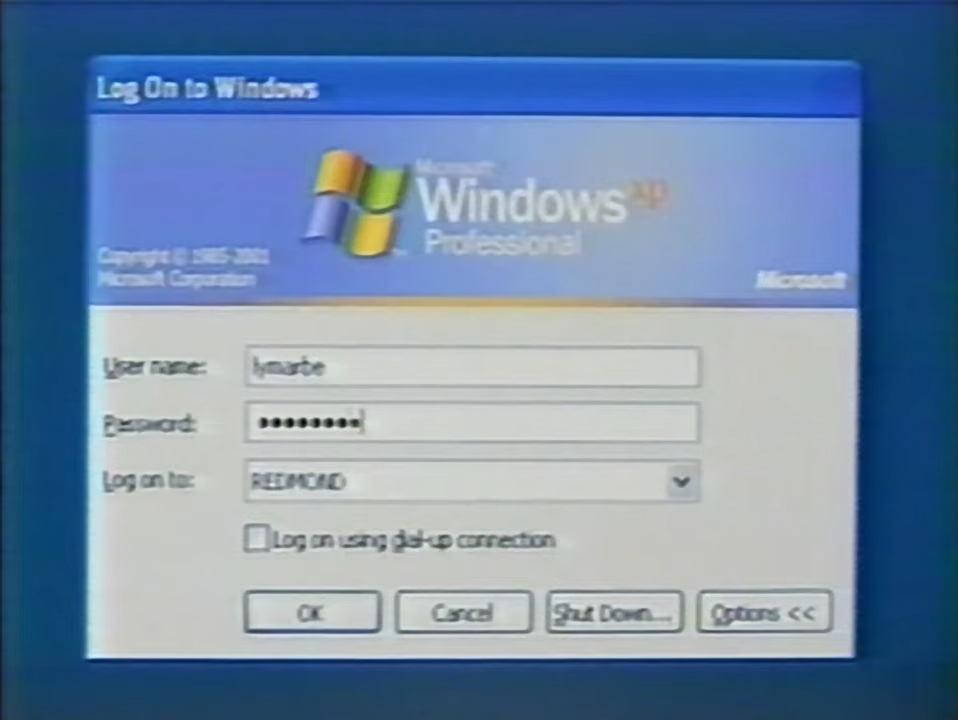 Log On to Windows
Microsoft
Windows xp
Professional
Copyright © 1985-2001
Microsoft Corporation
Microsoft
User name: lymarbe
Password: ••••••••
Log on to: REDMOND
Log on using dial-up connection
OK Cancel Shut Down... Options <<